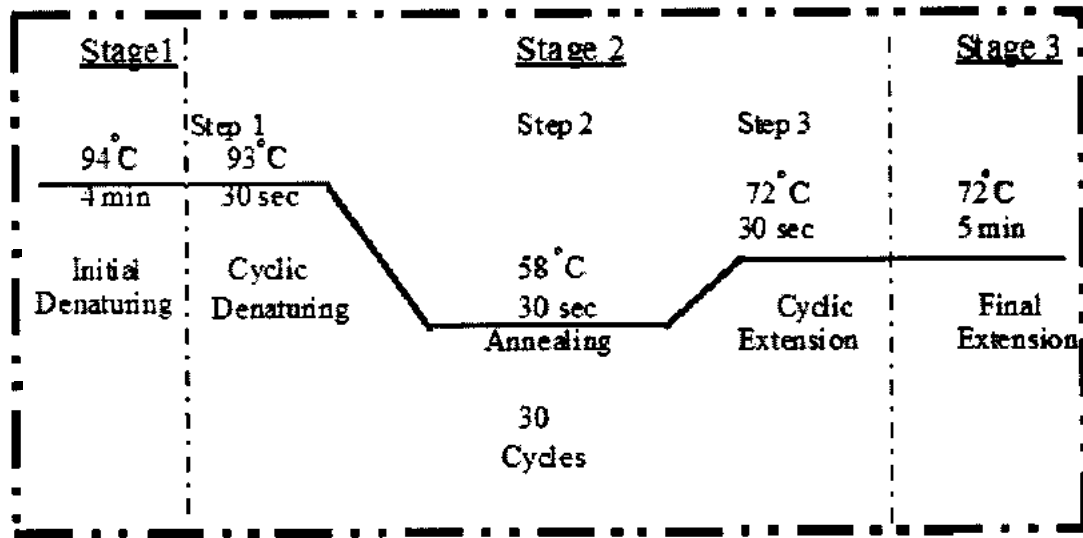 Stage1
Stage 2
Stage 3
Step 1
Step 2
Step 3
94°C
4 min
93°C
30 sec
72°C
30 sec
72°C
5 min
Initial
Denaturing
Cyclic
Denaturing
58°C
30 sec
Annealing
Cyclic
Extension
Final
Extension
30
Cycles